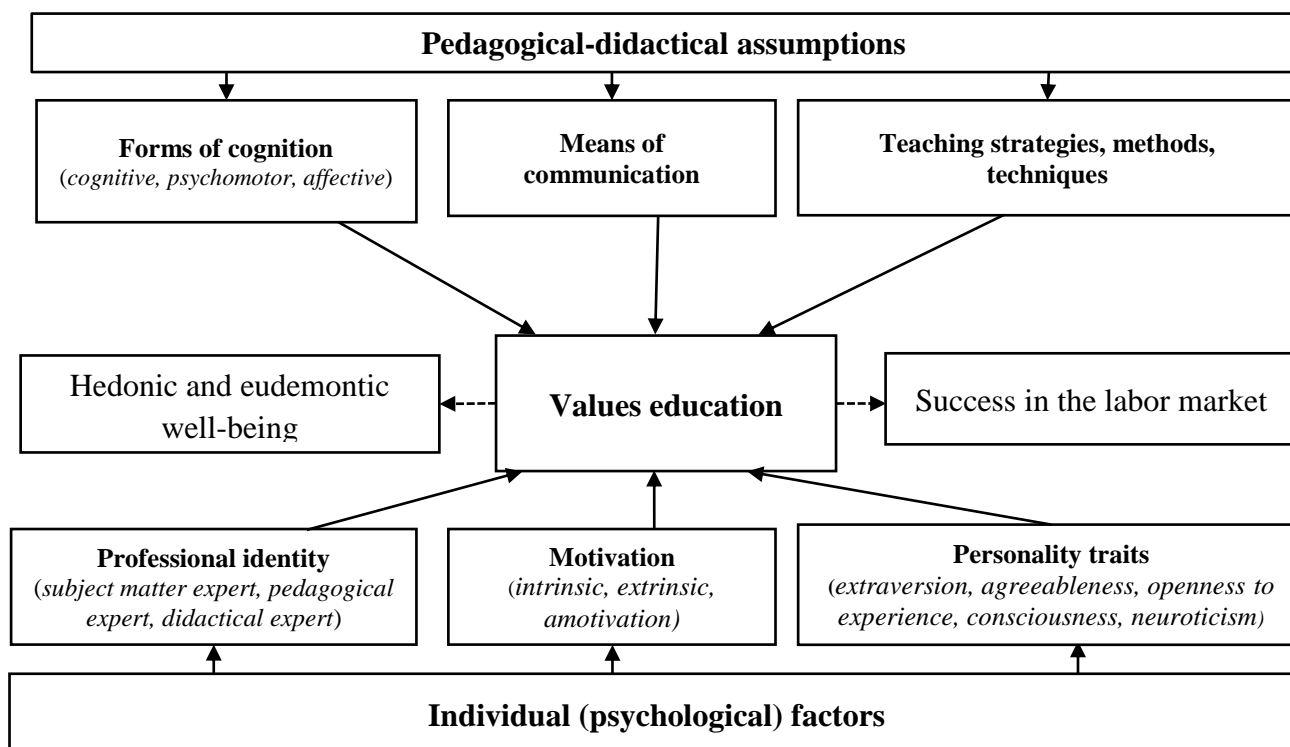 Pedagogical-didactical assumptions
Forms of cognition
(cognitive, psychomotor, affective)
Means of
communication
Teaching strategies, methods,
techniques
Hedonic and eudemontic
well-being
Values education
Success in the labor market
Professional identity
(subject matter expert, pedagogical
expert, didactical expert)
Motivation
(intrinsic, extrinsic,
amotivation)
Personality traits
(extraversion, agreeableness, openness to
experience, consciousness, neuroticism)
Individual (psychological) factors